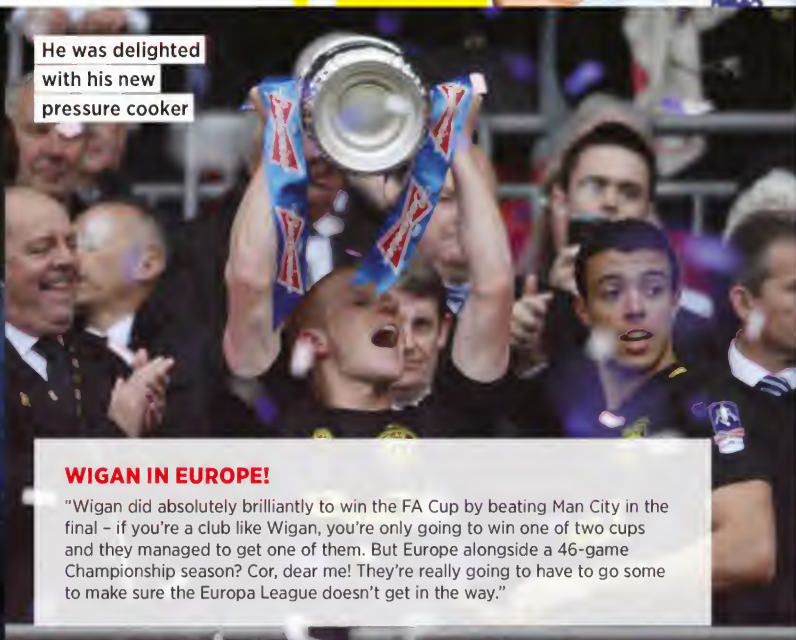 He was delighted
with his new
pressure cooker
WIGAN IN EUROPE!
"Wigan did absolutely brilliantly to win the FA Cup by beating Man City in the
final – if you're a club like Wigan, you're only going to win one of two cups
and they managed to get one of them. But Europe alongside a 46-game
Championship season? Cor, dear me! They're really going to have to go some
to make sure the Europa League doesn't get in the way."